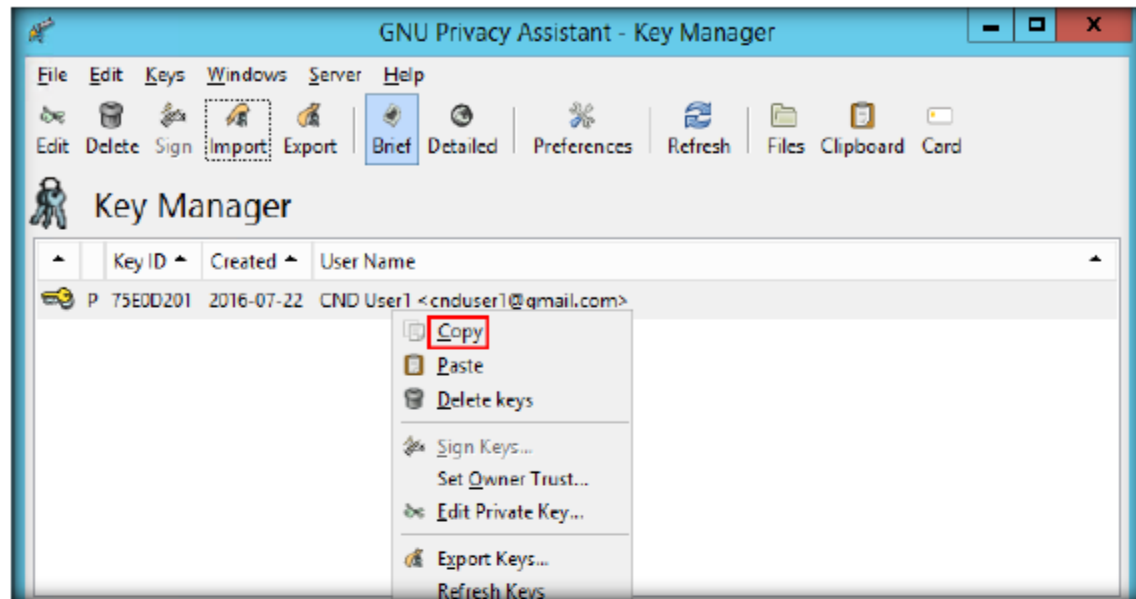 GNU Privacy Assistant - Key Manager
X
File Edit Keys Windows Server Help
Edit Delete Sign Import Export Brief Detailed Preferences Refresh Files Clipboard Card
Key Manager
Key ID Created User Name
P 75E0D201 2016-07-22 CND User1 <cnduser1@gmail.com>
Copy
Paste
Delete keys
Sign Keys...
Set Owner Trust...
Edit Private Key...
Export Keys...
Refresh Keys